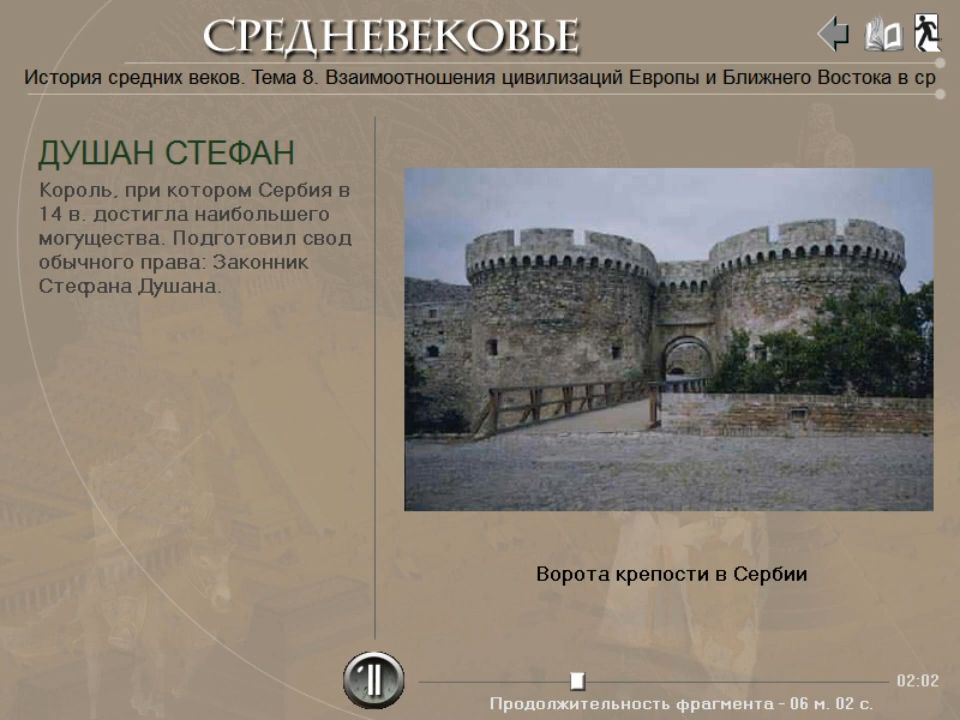 СРЕДНЕВЕКОВЬЕ
История средних веков. Тема 8. Взаимоотношения цивилизаций Европы и Ближнего Востока в ср
ДУШАН СТЕФАН
Король, при котором Сербия в
14 в. достигла наибольшего
могущества. Подготовил свод
обычного права: Законник
Стефана Душана.
Ворота крепости в Сербии
02:02
Продолжительность фрагмента - 06 м. 02 с.